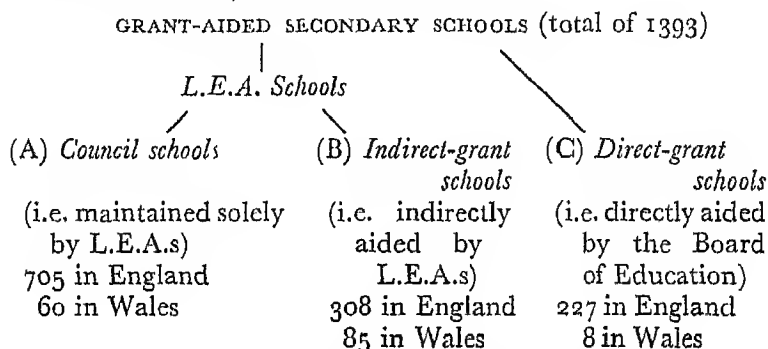 GRANT-AIDED SECONDARY SCHOOLS (total of 1393)
L.E.A. Schools
(A) Council schools
(i.e. maintained solely
by L.E.A.s)
705 in England
60 in Wales
(B) Indirect-grant
schools
(i.e. indirectly
aided by
L.E.A.s)
308 in England
85 in Wales
(C) Direct-grant
schools
(i.e. directly aided
by the Board
of Education)
227 in England
8 in Wales